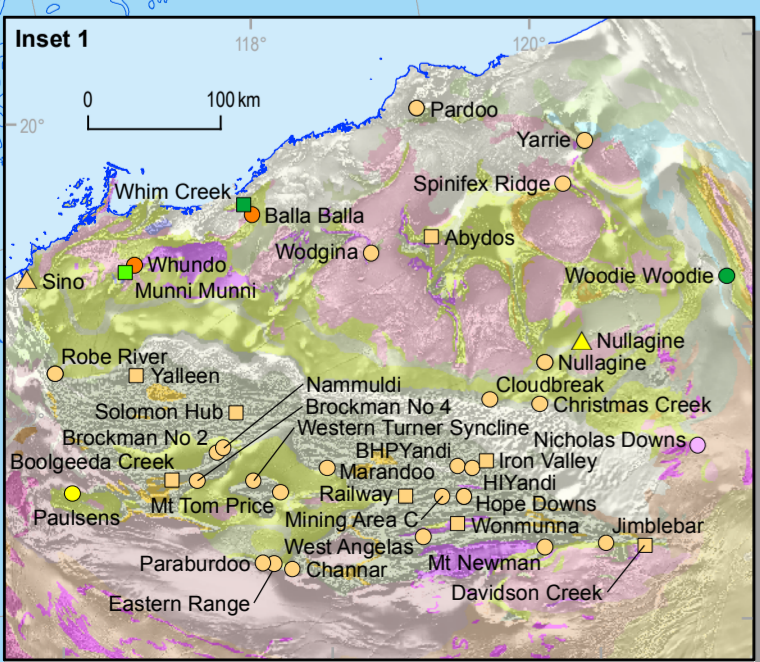 Inset 1
118°
120°
0
100 km
20°
Pardoo
Yarrie
Whim Creek
Spinifex Ridge
Balla Balla
Wodgina
Abydos
Whundo
Woodie Woodie
Sino
Munni Munni
Nullagine
Robe River
Nullagine
Yalleen
Nammuldi
Cloudbreak
Solomon Hub
Brockman No 4
Christmas Creek
Western Turner Syncline
Brockman No 2
Nicholas Downs
BHPYandi
Boolgeeda Creek
Marandoo
Iron Valley
HIYandi
Railway
Mt Tom Price
Hope Downs
Paulsens
Mining Area C
Wonmunna
Jimblebar
West Angelas
Paraburdoo
Channar
Mt Newman
Davidson Creek
Eastern Range